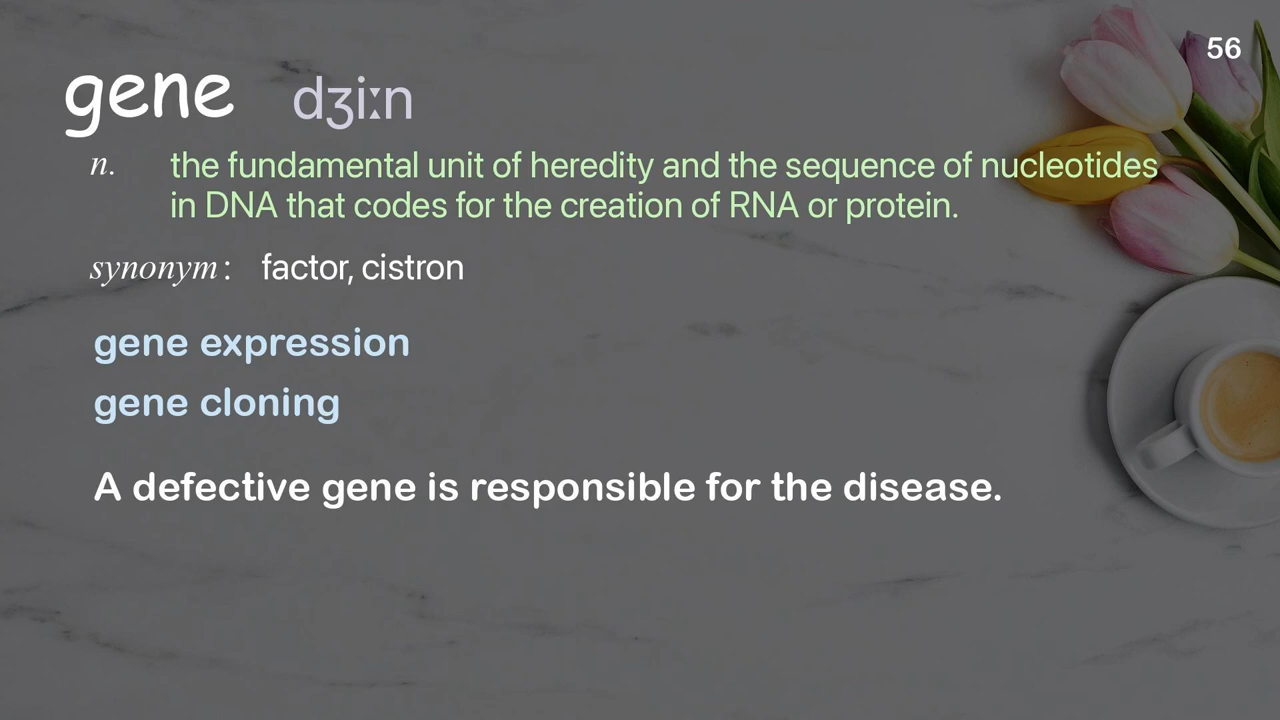 56
gene dʒiːn
n. the fundamental unit of heredity and the sequence of nucleotides
in DNA that codes for the creation of RNA or protein.
synonym: factor, cistron
gene expression
gene cloning
A defective gene is responsible for the disease.